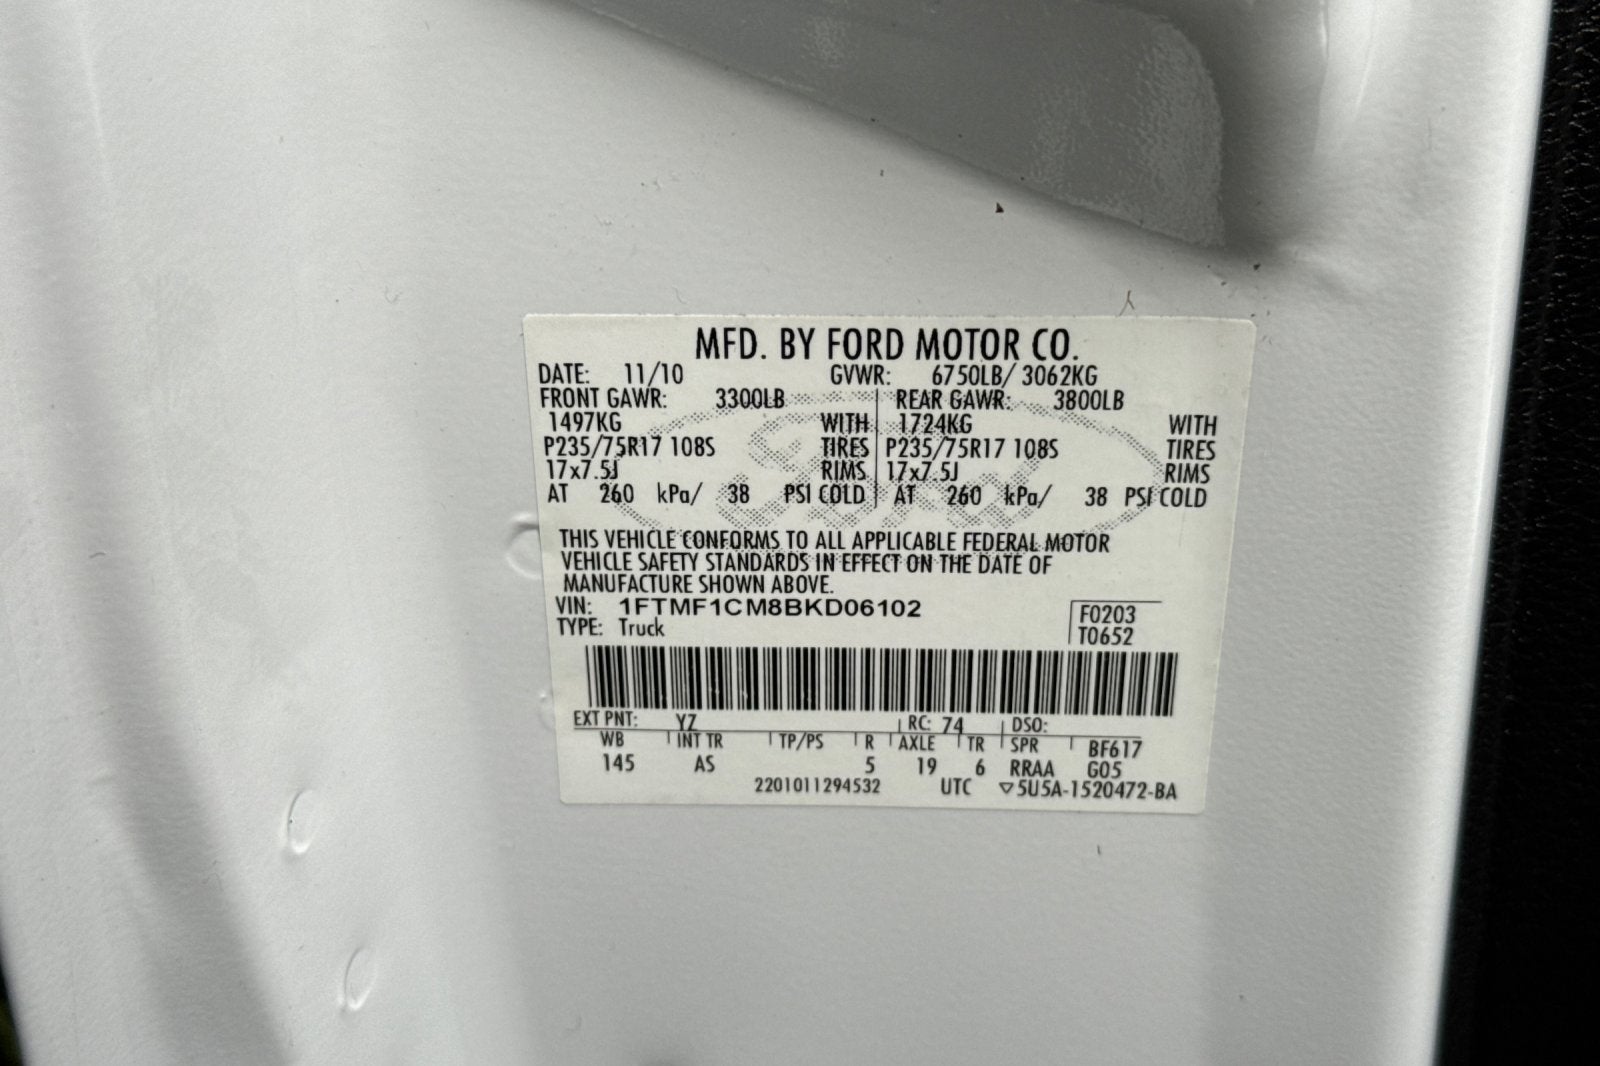 MFD. BY FORD MOTOR CO.
DATE: 11/10 GVWR: 6750LB/ 3062KG
FRONT GAWR: 3300LB REAR GAWR: 3800LB
1497KG WITH 1724KG WITH
P235/75R17 108S TIRES P235/75R17 108S TIRES
17x7.5J RIMS 17x7.5J RIMS
AT 260 kPa/ 38 PSI COLD AT 260 kPa/ 38 PSI COLD
Ford
THIS VEHICLE CONFORMS TO ALL APPLICABLE FEDERAL MOTOR
VEHICLE SAFETY STANDARDS IN EFFECT ON THE DATE OF
MANUFACTURE SHOWN ABOVE.
VIN: 1FTMF1CM8BKD06102 F0203
TYPE: Truck T0652
EXT PNT: YZ RC: 74 DSO:
WB INT TR TP/PS R AXLE TR SPR BF617
145 AS 5 19 6 RRAA G05
2201011294532 UTC ▽5U5A-1520472-BA